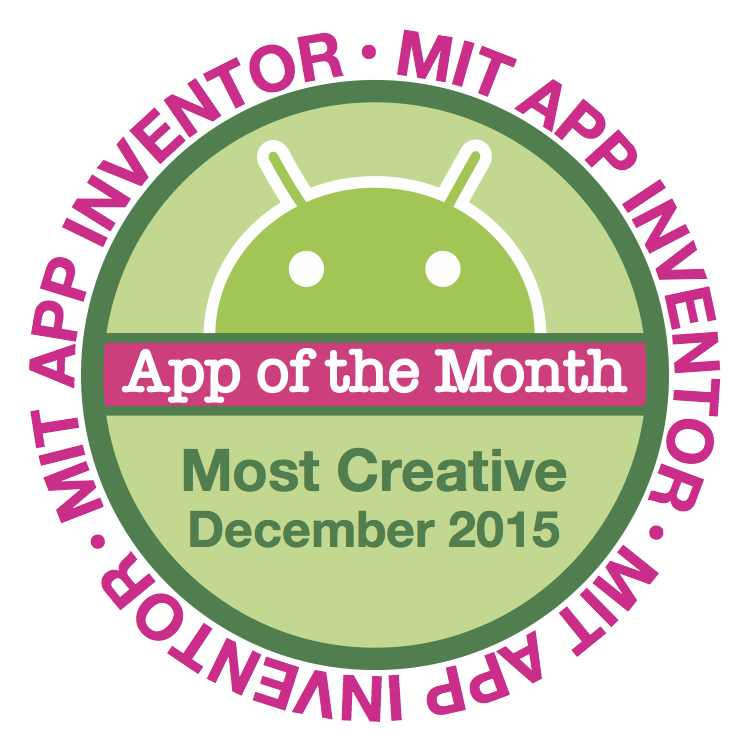 MIT APP INVENTOR • MIT APP INVENTOR • MIT APP INVENTOR •
App of the Month
Most Creative
December 2015